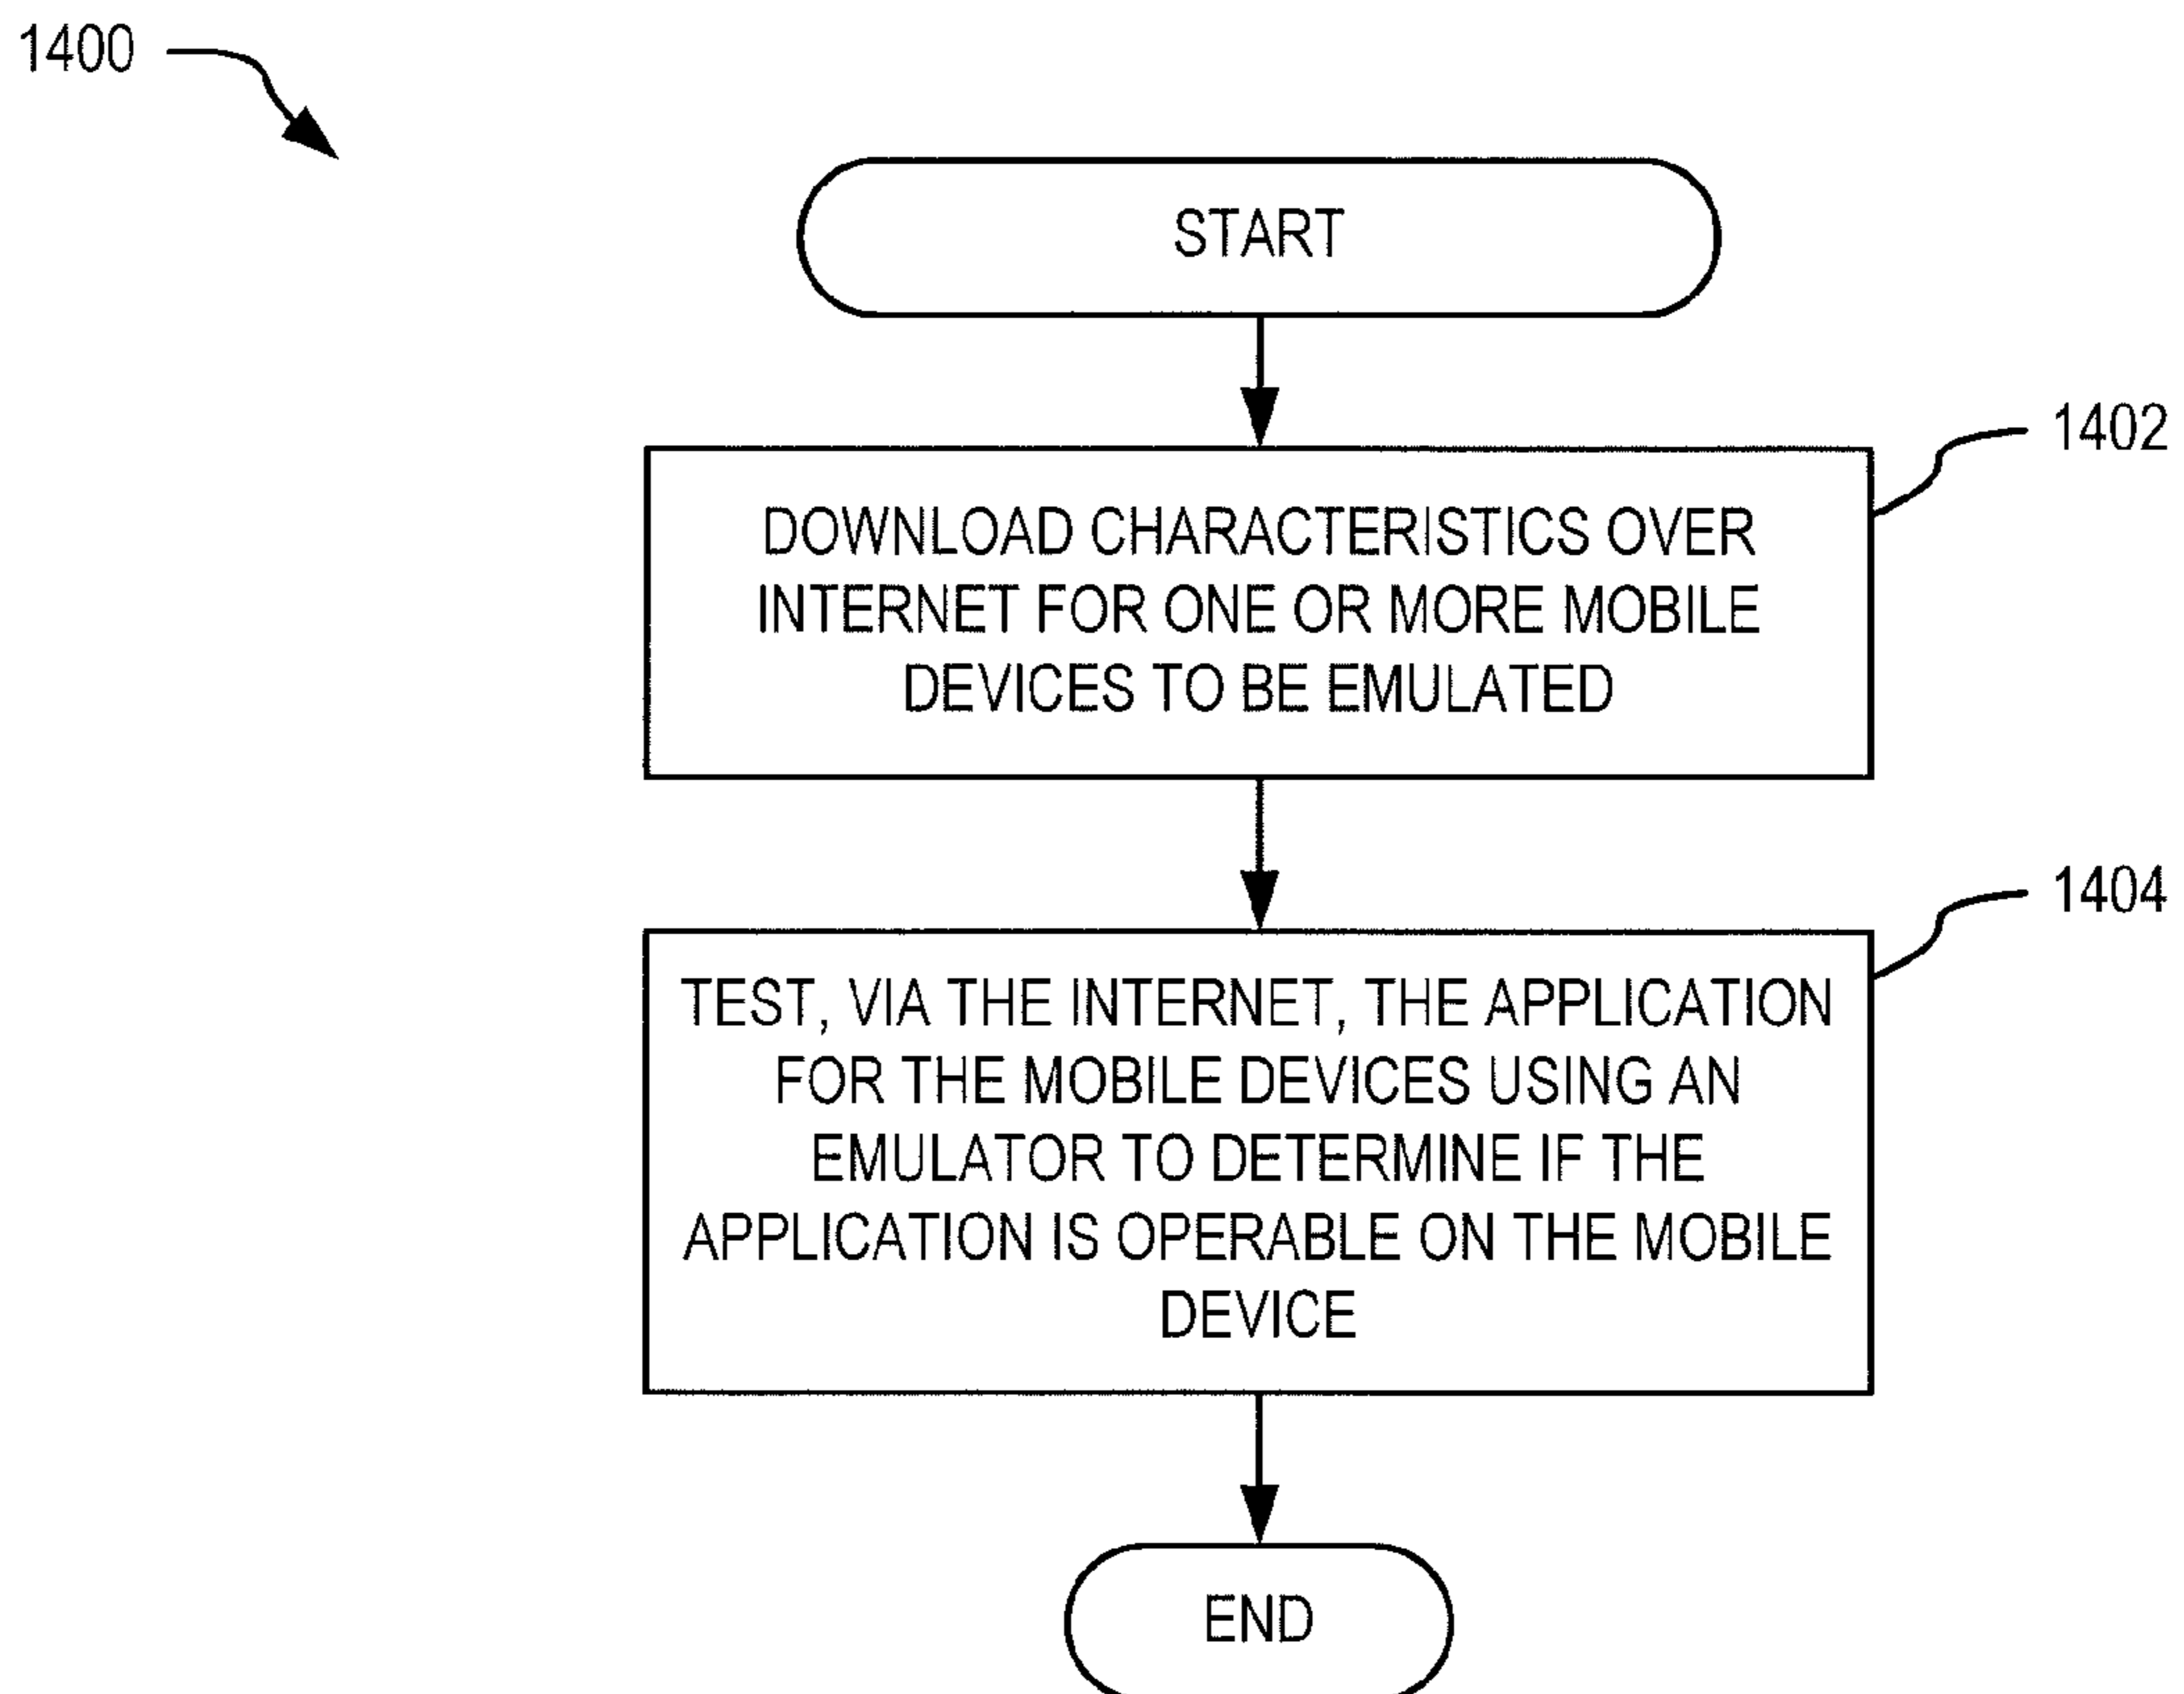 1400
START
1402
DOWNLOAD CHARACTERISTICS OVER
INTERNET FOR ONE OR MORE MOBILE
DEVICES TO BE EMULATED
1404
TEST, VIA THE INTERNET, THE APPLICATION
FOR THE MOBILE DEVICES USING AN
EMULATOR TO DETERMINE IF THE
APPLICATION IS OPERABLE ON THE MOBILE
DEVICE
END